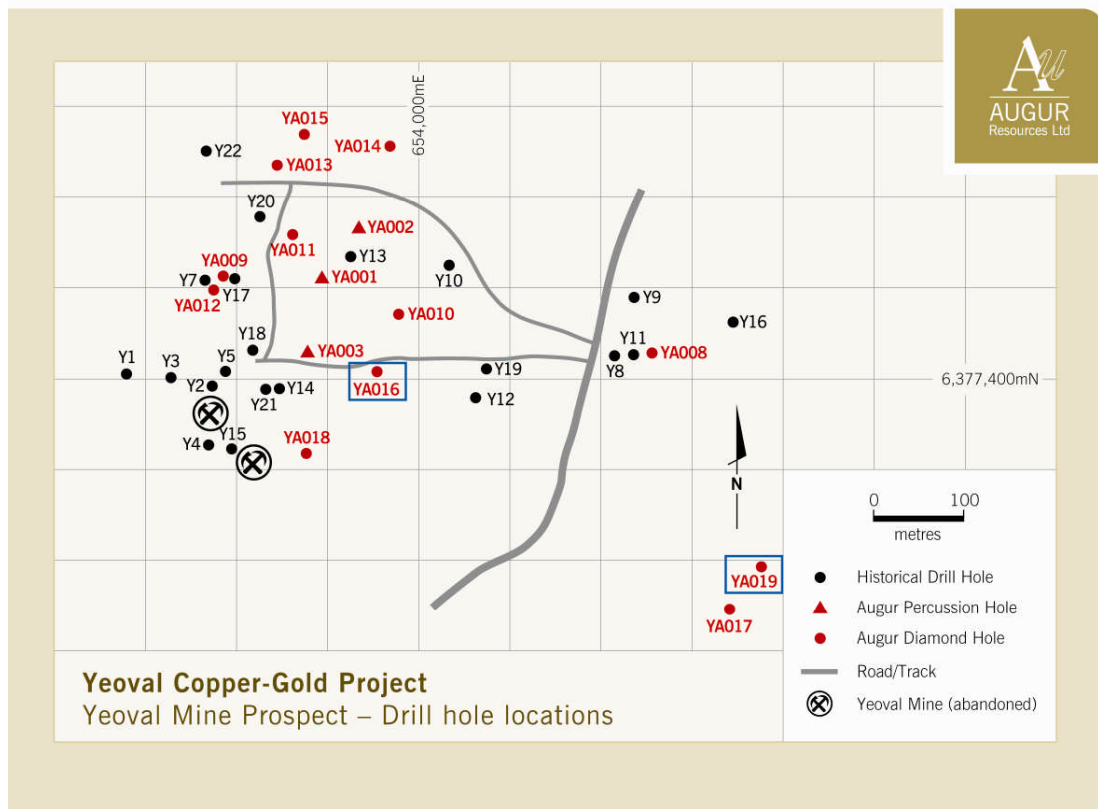 Au
AUGUR
Resources Ltd
654,000mE
YA015
YA014
Y22
YA013
Y20
YA002
YA011
Y13
YA009
Y10
Y7
YA001
Y17
YA012
Y9
YA010
Y16
Y18
Y11
YA003
YA008
Y1
Y3
Y5
Y8
Y19
6,377,400mN
Y2
YA016
Y14
Y21
Y12
Y4
Y15
YA018
N
0 100
metres
YA019
YA017
Historical Drill Hole
Augur Percussion Hole
Augur Diamond Hole
Road/Track
Yeoval Mine (abandoned)
Yeoval Copper-Gold Project
Yeoval Mine Prospect – Drill hole locations